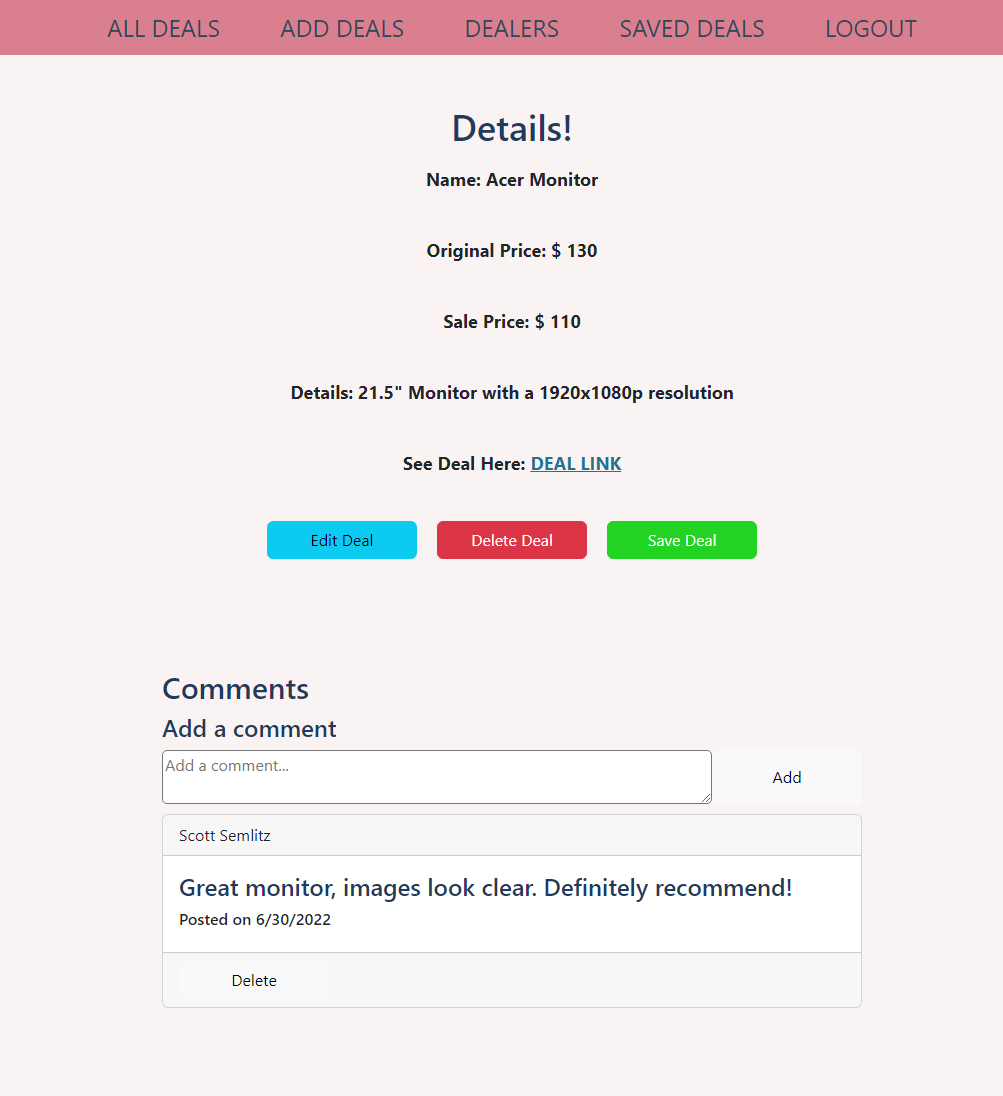 ALL DEALS ADD DEALS DEALERS SAVED DEALS LOGOUT
Details!
Name: Acer Monitor
Original Price: $ 130
Sale Price: $ 110
Details: 21.5" Monitor with a 1920x1080p resolution
See Deal Here: DEAL LINK
Edit Deal Delete Deal Save Deal
Comments
Add a comment
Add a comment... Add
Scott Semlitz
Great monitor, images look clear. Definitely recommend!
Posted on 6/30/2022
Delete